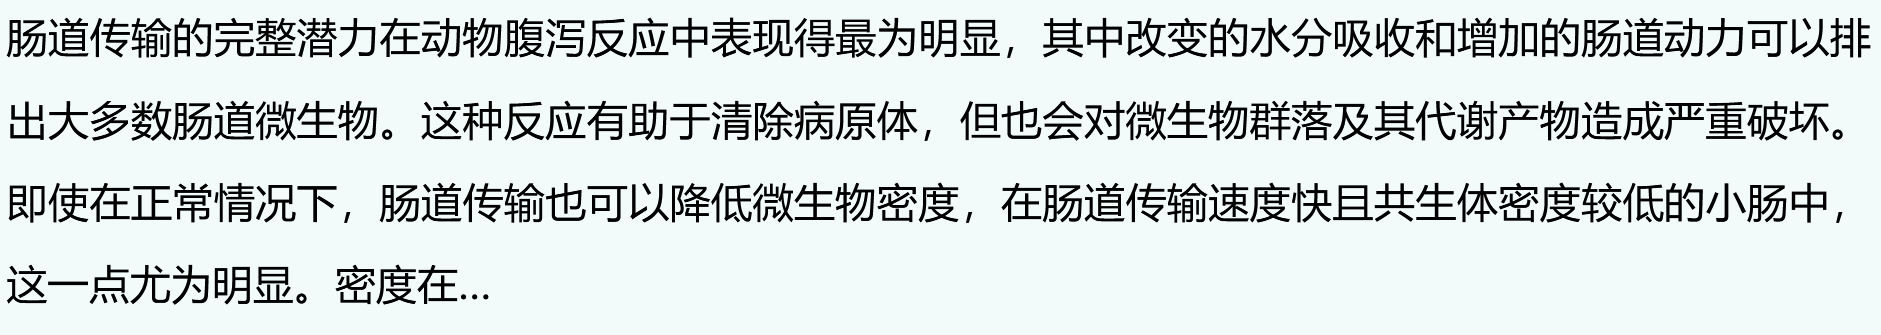 肠道传输的完整潜力在动物腹泻反应中表现得最为明显，其中改变的水分吸收和增加的肠道动力可以排
出大多数肠道微生物。这种反应有助于清除病原体，但也会对微生物群落及其代谢产物造成严重破坏。
即使在正常情况下，肠道传输也可以降低微生物密度，在肠道传输速度快且共生体密度较低的小肠中，
这一点尤为明显。密度在...